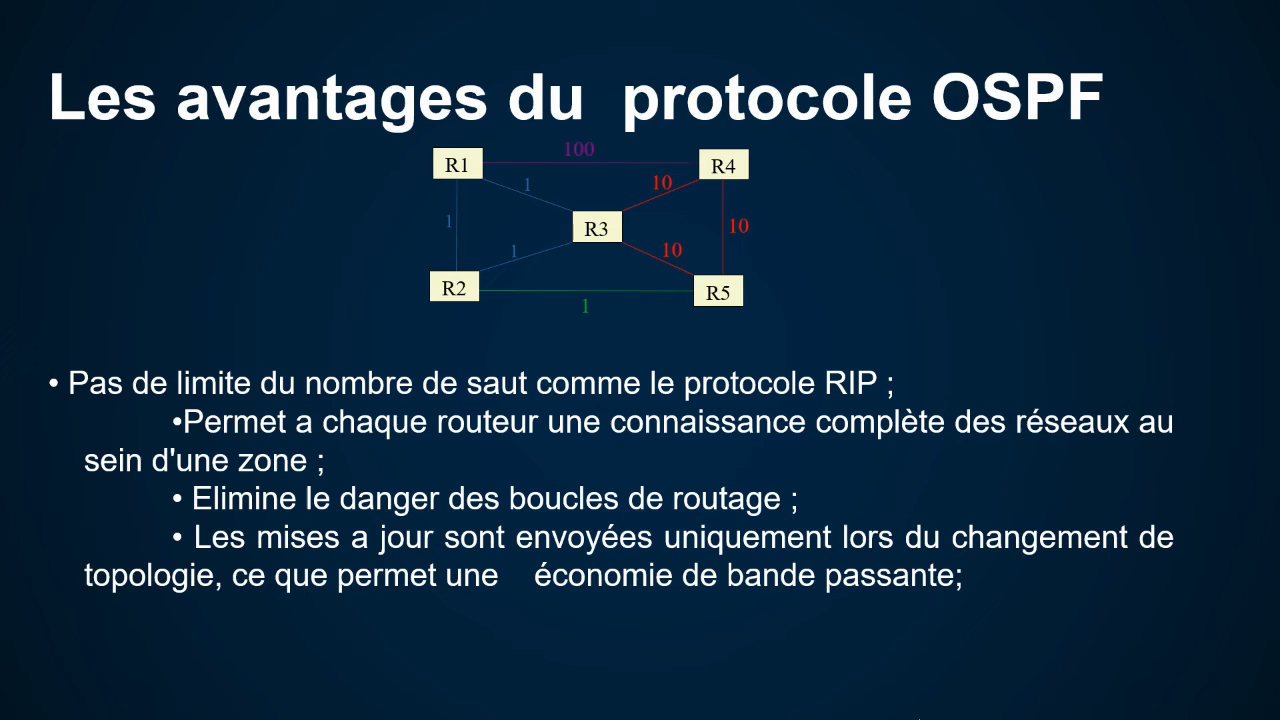 Les avantages du  protocole OSPF
100
R1
R4
1
10
1
R3
10
1
10
R2
R5
1
• Pas de limite du nombre de saut comme le protocole RIP ;
•Permet a chaque routeur une connaissance complète des réseaux au
sein d'une zone ;
• Elimine le danger des boucles de routage ;
• Les mises a jour sont envoyées uniquement lors du changement de
topologie, ce que permet une    économie de bande passante;